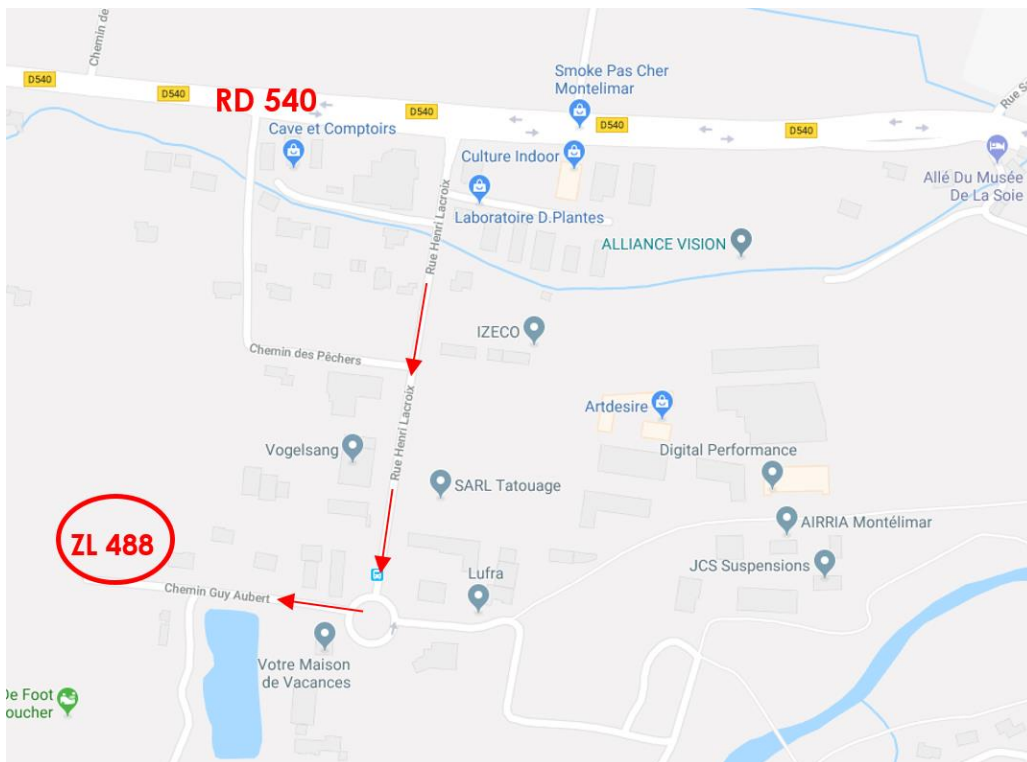 Chemin de
D540
D540
RD 540
D540
D540
D540
Smoke Pas Cher
Montelimar
Rue S
Cave et Comptoirs
Culture Indoor
Allé Du Musée
De La Soie
Laboratoire D.Plantes
Rue Henri Lacroix
ALLIANCE VISION
IZECO
Chemin des Pêchers
Rue Henri Lacroix
Artdesire
Vogelsang
Digital Performance
SARL Tatouage
AIRRIA Montélimar
ZL 488
JCS Suspensions
Lufra
Chemin Guy Aubert
Votre Maison
de Vacances
De Foot
oucher